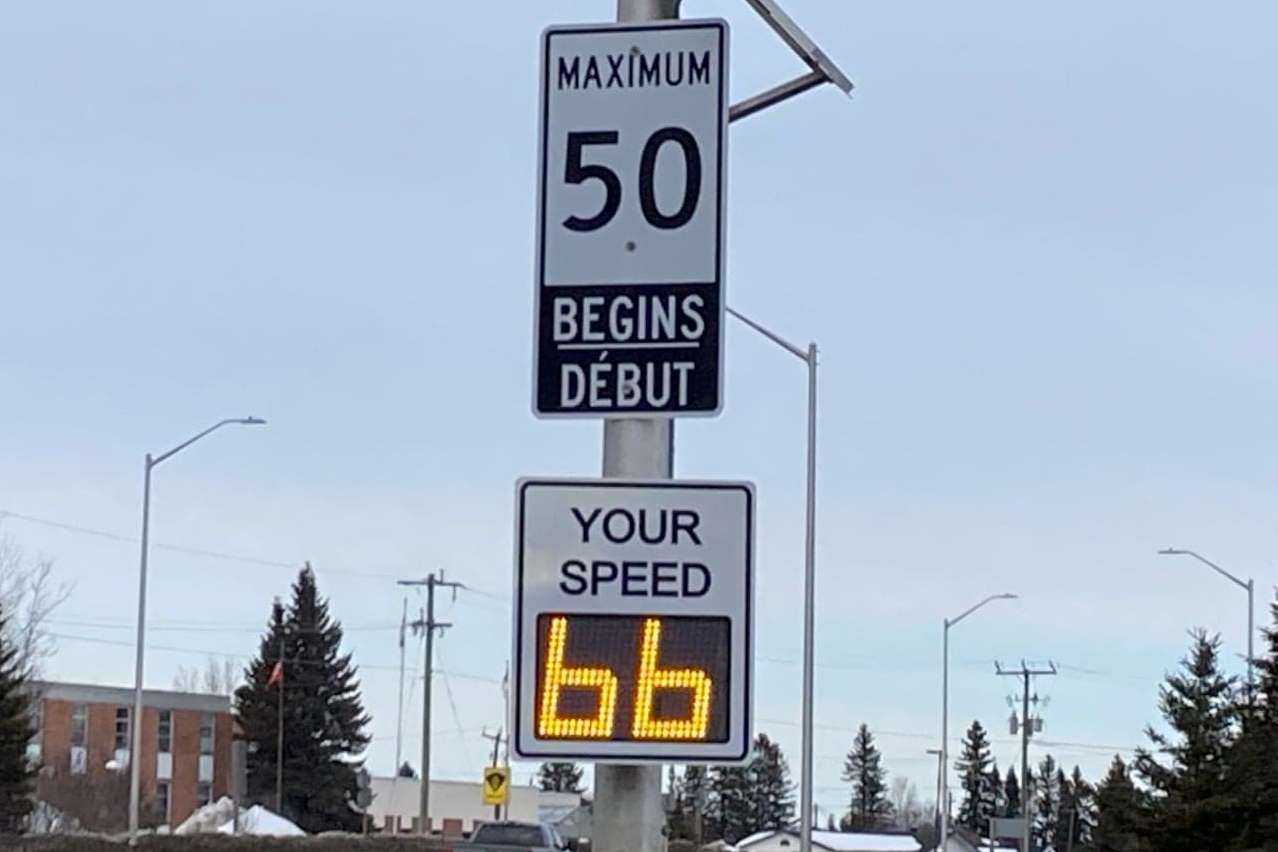 MAXIMUM
50
BEGINS
DÉBUT
YOUR
SPEED
66